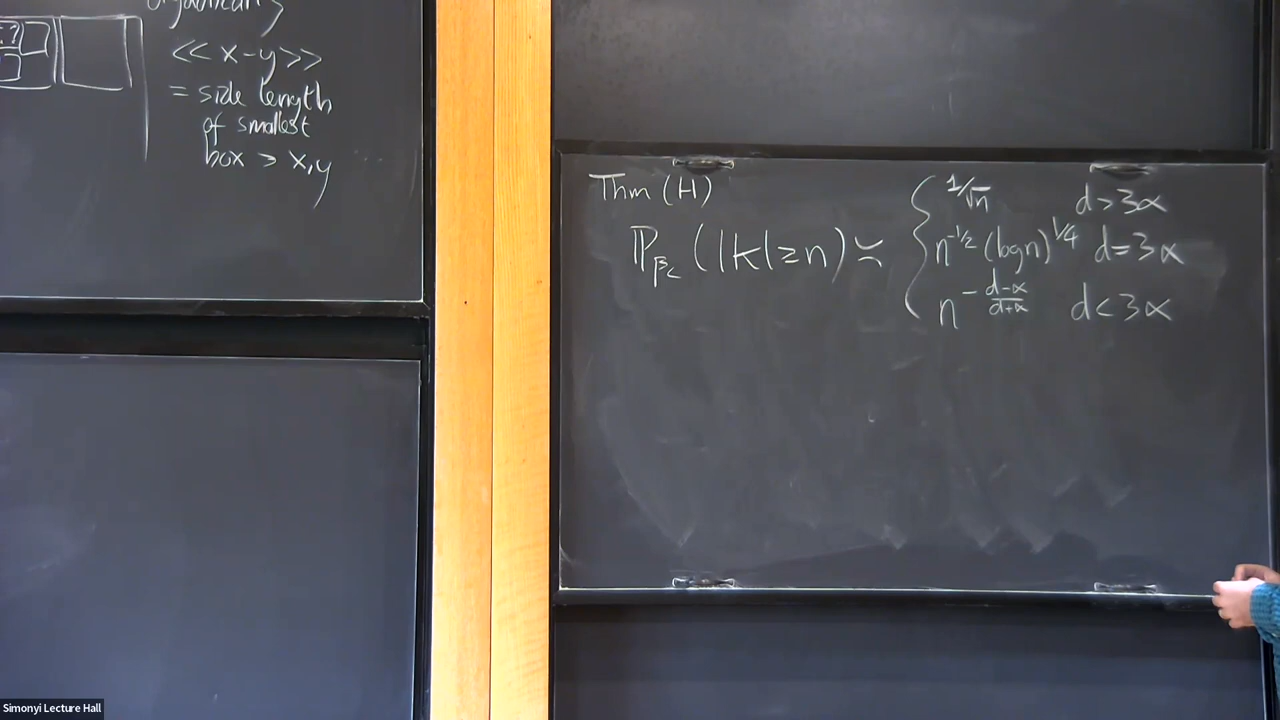 << x-y >>
= side length
of smallest
box ∋ x,y
Thm (H)
ℙ_{β_c} (|K| ≥ n) ≍ { 1/√n d > 3α
n^{-1/2} (log n)^{1/4} d = 3α
n^{-\frac{d-α}{d+α}} d < 3α
Simonyi Lecture Hall